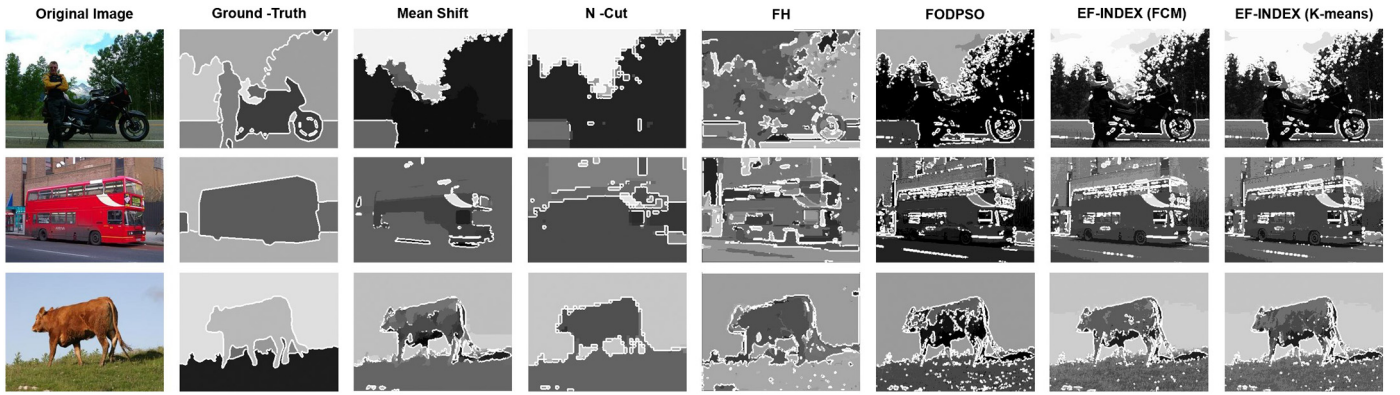 Original Image
Ground -Truth
Mean Shift
N -Cut
FH
FODPSO
EF-INDEX (FCM)
EF-INDEX (K-means)